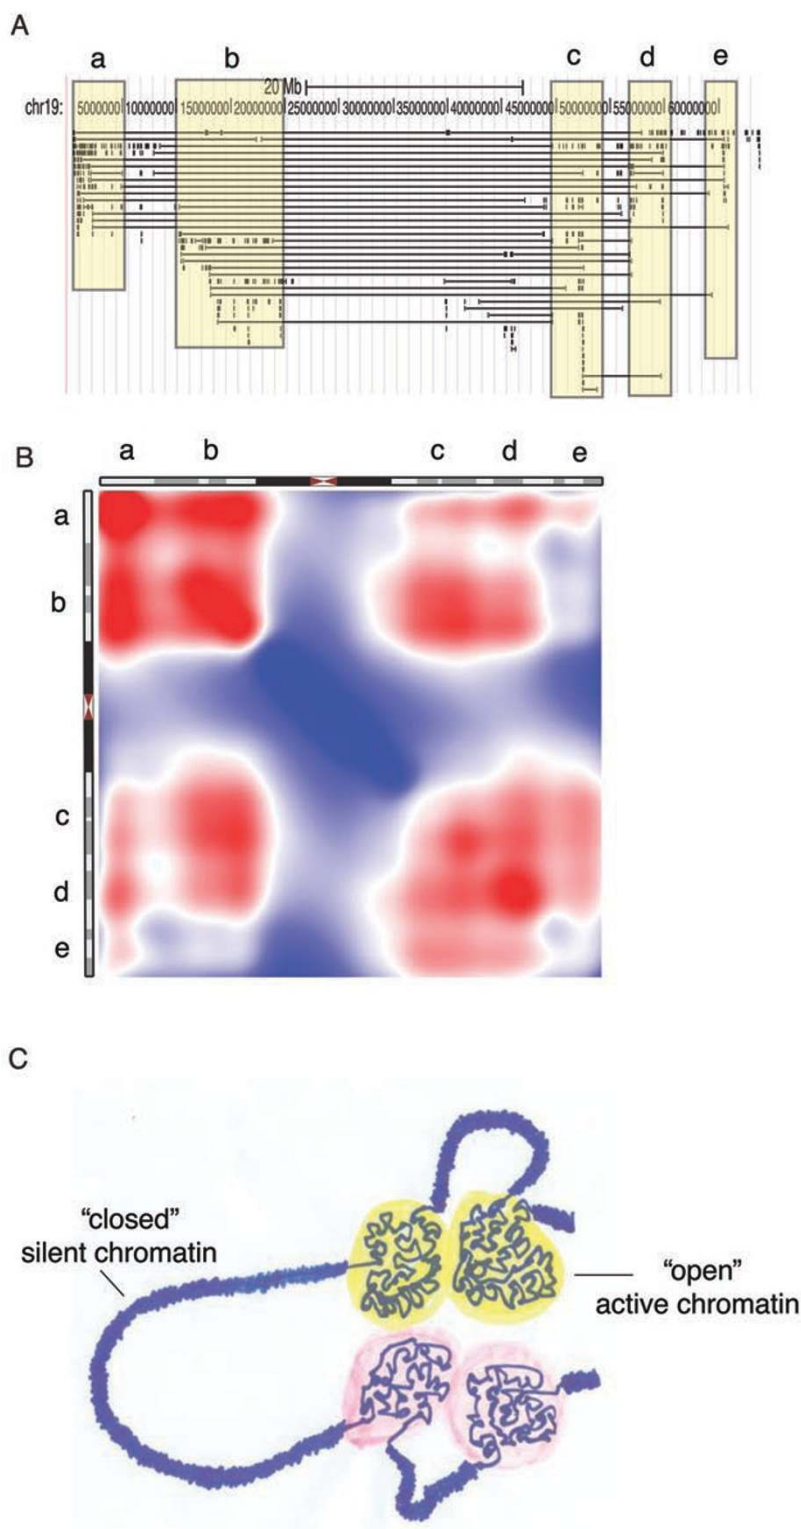 A
a b c d e
20 Mb
chr19: 5000000 10000000 15000000 20000000 25000000 30000000 35000000 40000000 45000000 50000000 55000000 60000000
B
a b c d e
a
b
c
d
e
C
“closed”
silent chromatin
“open”
active chromatin